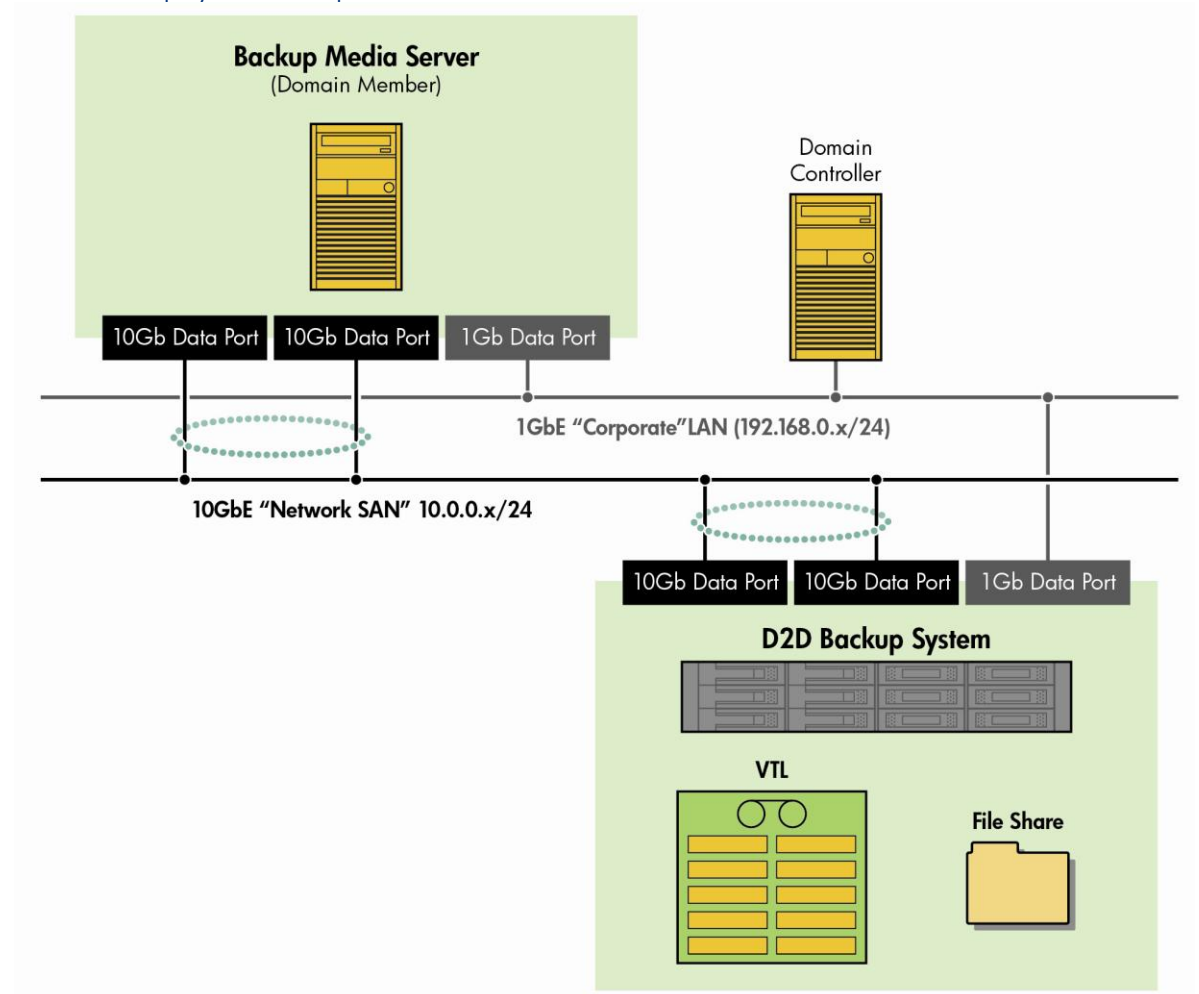 Backup Media Server
(Domain Member)
Domain
Controller
10Gb Data Port
10Gb Data Port
1Gb Data Port
1GbE “Corporate”LAN (192.168.0.x/24)
10GbE “Network SAN” 10.0.0.x/24
10Gb Data Port
10Gb Data Port
1Gb Data Port
D2D Backup System
VTL
File Share